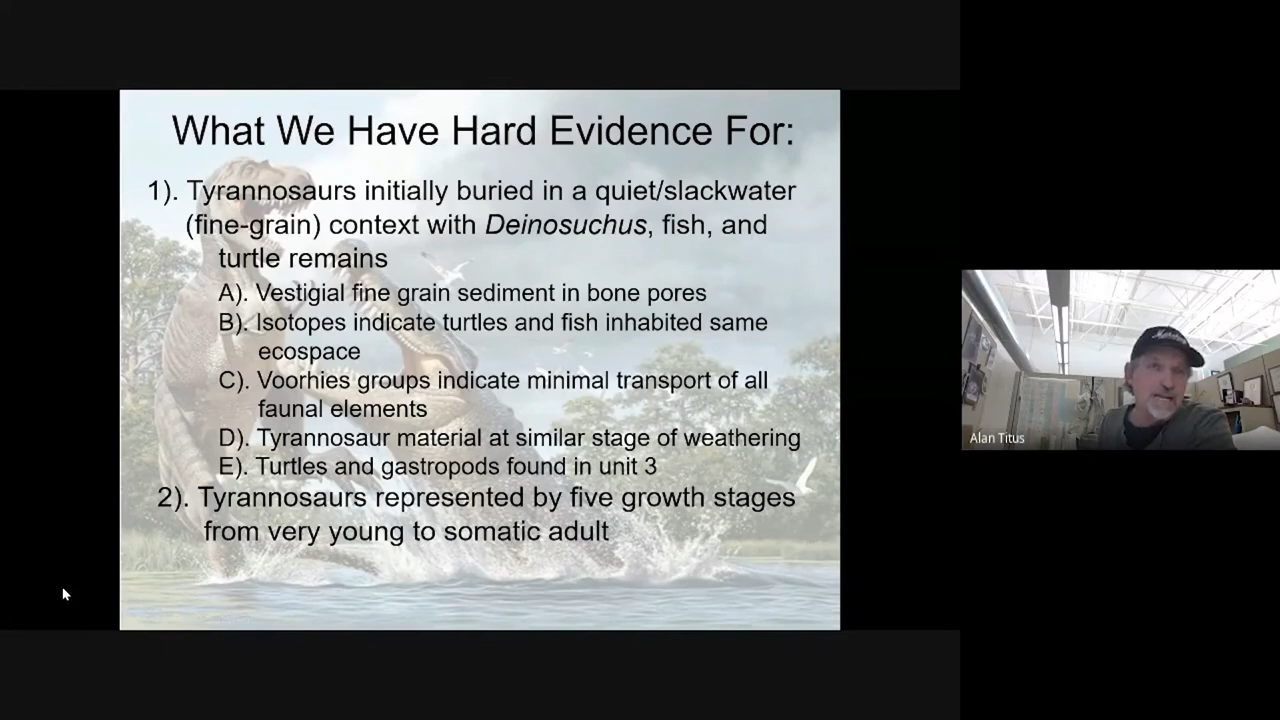 What We Have Hard Evidence For:
1). Tyrannosaurs initially buried in a quiet/slackwater
(fine-grain) context with Deinosuchus, fish, and
turtle remains
A). Vestigial fine grain sediment in bone pores
B). Isotopes indicate turtles and fish inhabited same
ecospace
C). Voorhies groups indicate minimal transport of all
faunal elements
D). Tyrannosaur material at similar stage of weathering
E). Turtles and gastropods found in unit 3
2). Tyrannosaurs represented by five growth stages
from very young to somatic adult
Alan Titus